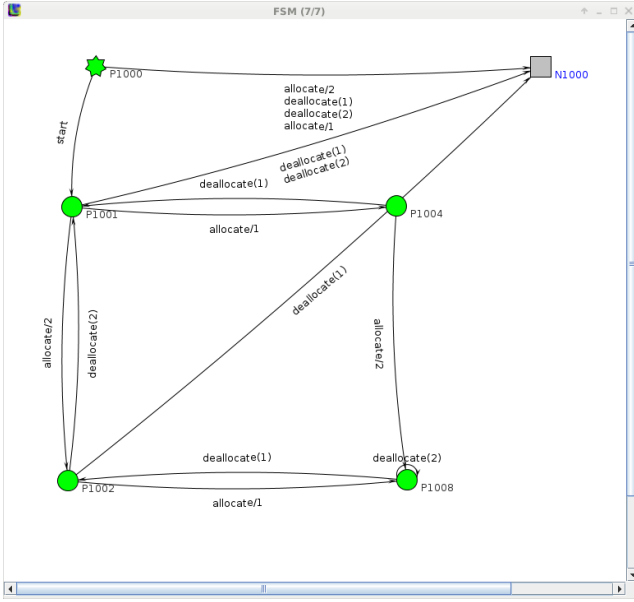 FSM (7/7)
P1000
N1000
allocate/2
deallocate(1)
deallocate(2)
allocate/1
start
deallocate(1)
deallocate(2)
deallocate(1)
P1001
P1004
allocate/1
deallocate(1)
allocate/2
deallocate(2)
allocate/2
deallocate(1)
deallocate(2)
P1002
P1008
allocate/1